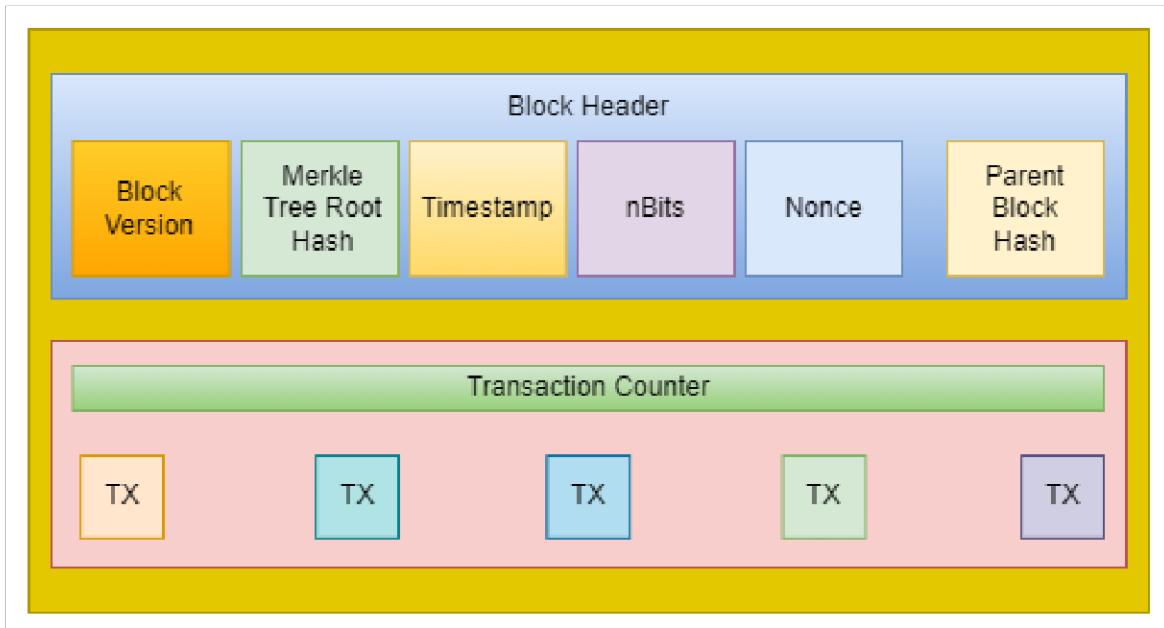 Block Header
Block
Version
Merkle
Tree Root
Hash
Timestamp
nBits
Nonce
Parent
Block
Hash
Transaction Counter
TX
TX
TX
TX
TX